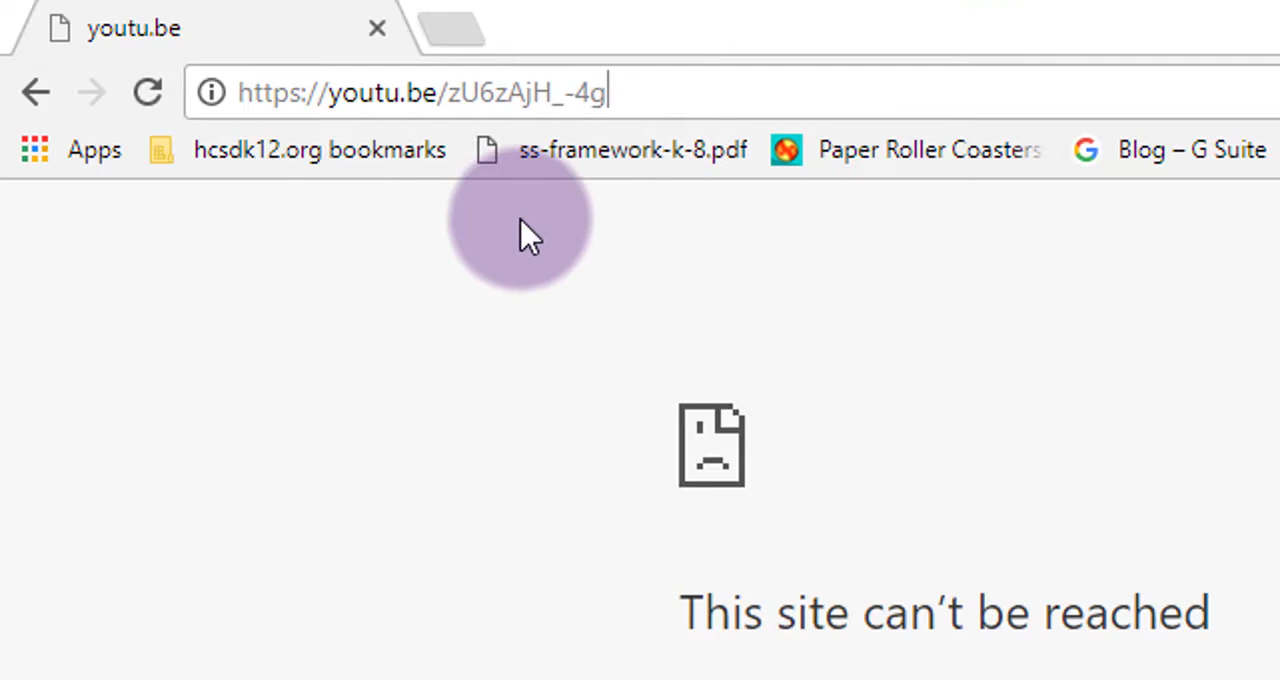 youtu.be
https://youtu.be/zU6zAjH_-4g
Apps hcsdk12.org bookmarks ss-framework-k-8.pdf Paper Roller Coasters Blog – G Suite
This site can’t be reached